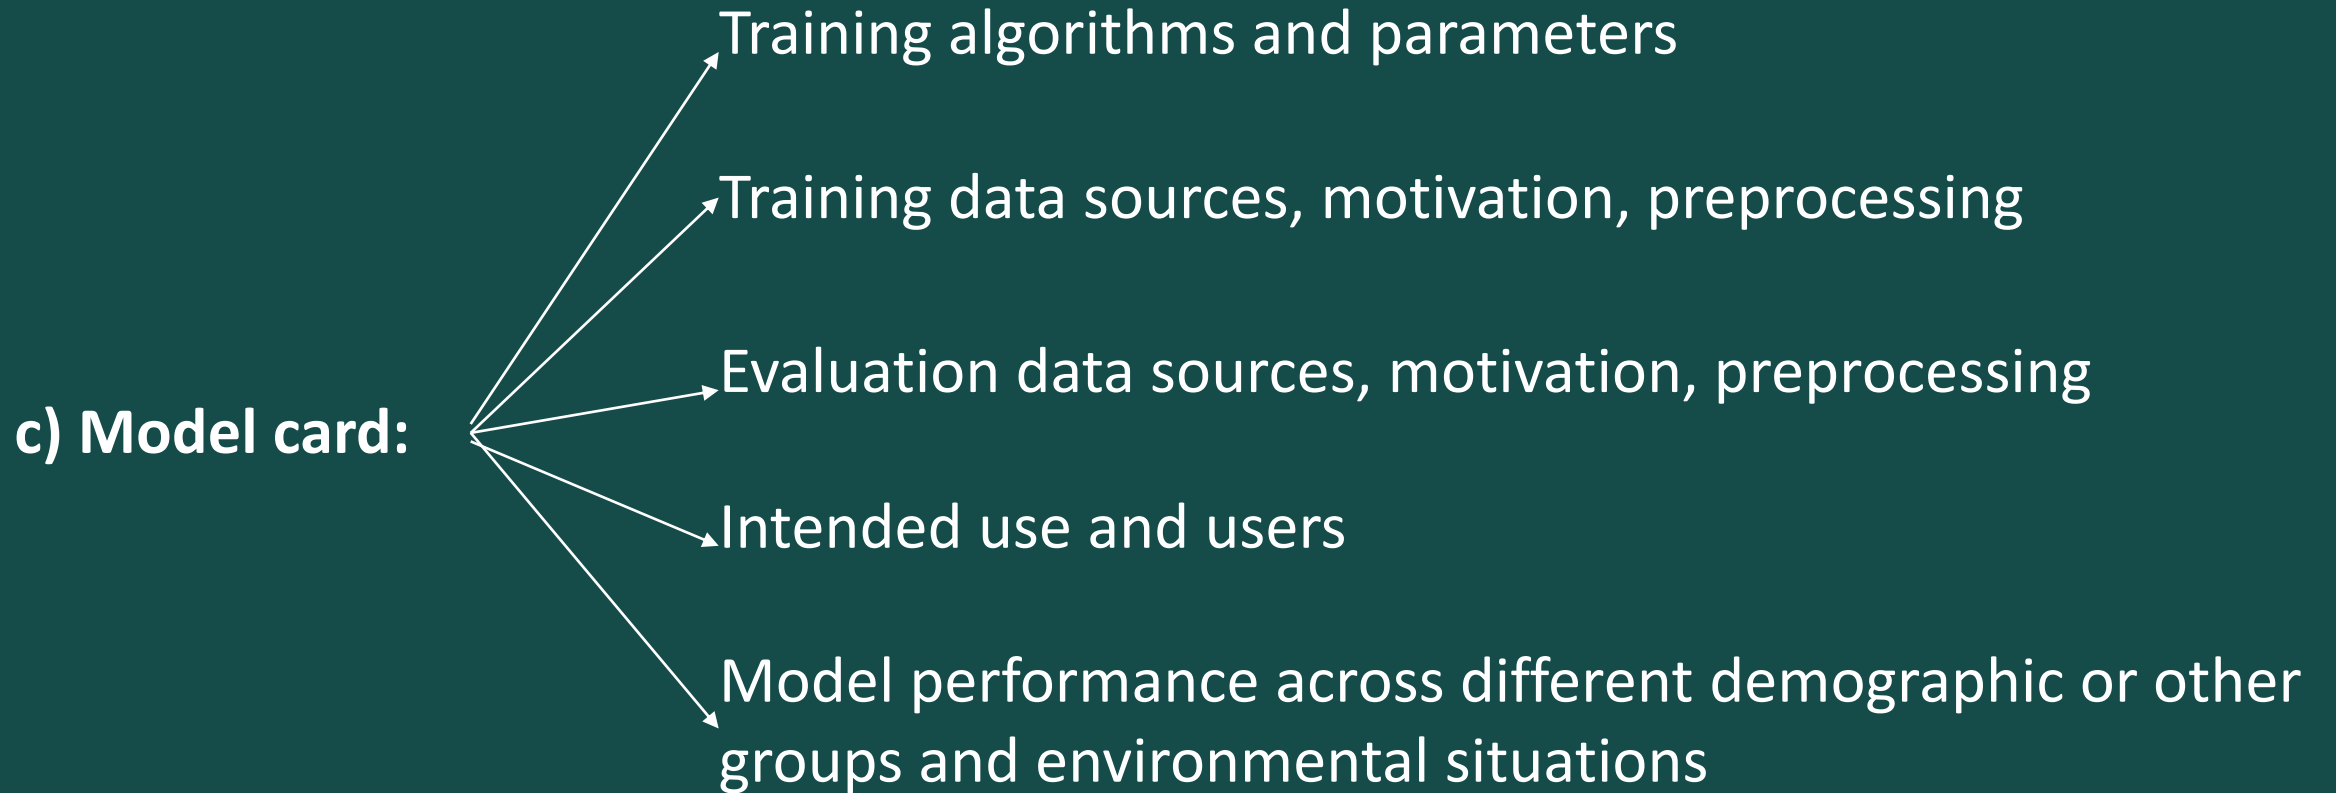 Training algorithms and parameters
Training data sources, motivation, preprocessing
Evaluation data sources, motivation, preprocessing
c) Model card:
Intended use and users
Model performance across different demographic or other
groups and environmental situations